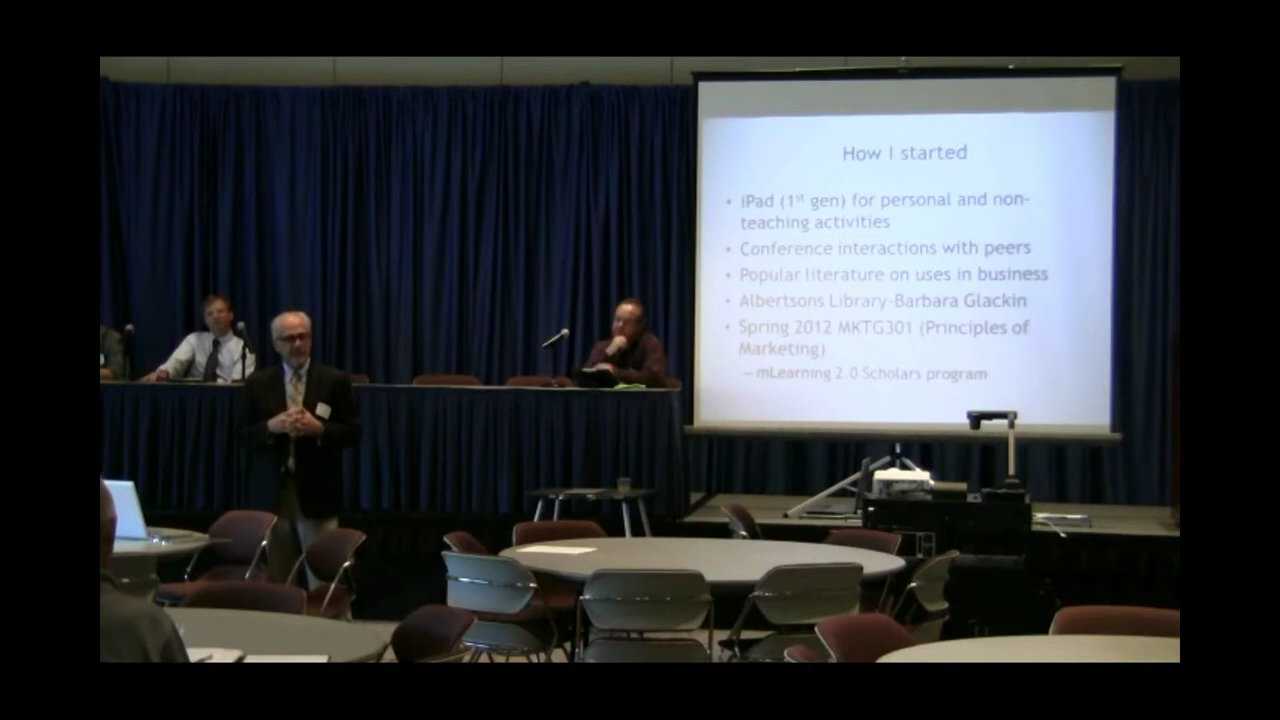 How I started
• iPad (1st gen) for personal and non-
teaching activities
• Conference interactions with peers
• Popular literature on uses in business
• Albertsons Library-Barbara Glackin
• Spring 2012 MKTG301 (Principles of
Marketing)
– mLearning 2.0 Scholars program